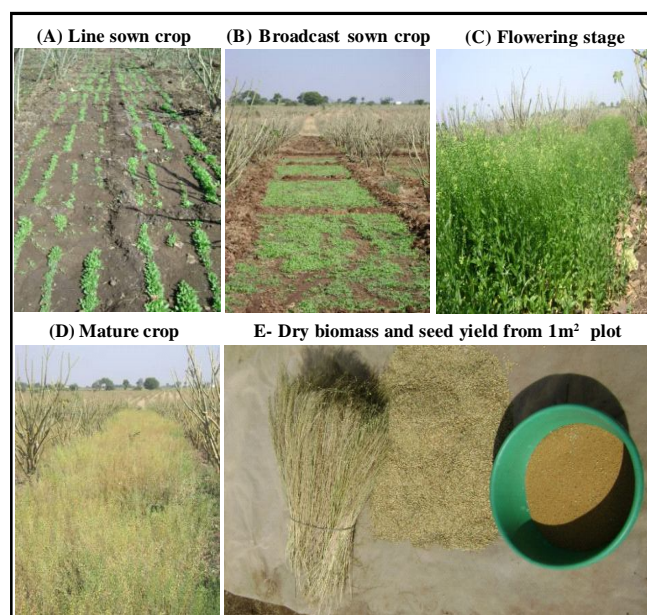 (A) Line sown crop
(B) Broadcast sown crop
(C) Flowering stage
(D) Mature crop
E- Dry biomass and seed yield from 1m² plot